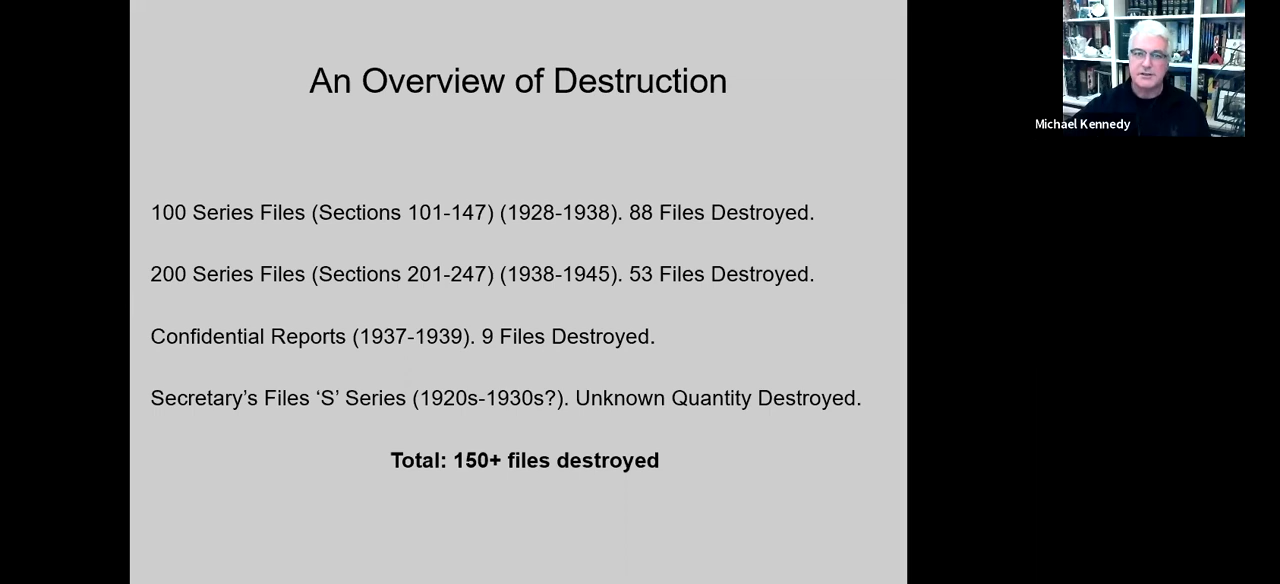 An Overview of Destruction
Michael Kennedy
100 Series Files (Sections 101-147) (1928-1938). 88 Files Destroyed.
200 Series Files (Sections 201-247) (1938-1945). 53 Files Destroyed.
Confidential Reports (1937-1939). 9 Files Destroyed.
Secretary’s Files ‘S’ Series (1920s-1930s?). Unknown Quantity Destroyed.
Total: 150+ files destroyed